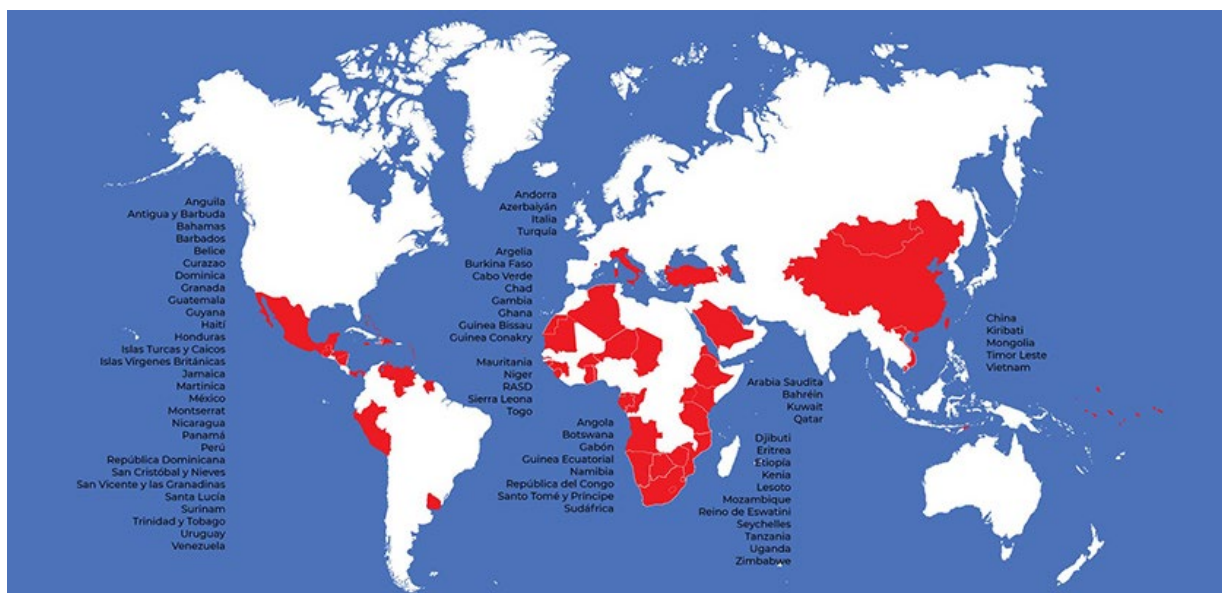 Anguila
Antigua y Barbuda
Bahamas
Barbados
Belice
Curazao
Dominica
Granada
Guatemala
Guyana
Haití
Honduras
Islas Turcas y Caicos
Islas Vírgenes Británicas
Jamaica
Martinica
México
Montserrat
Nicaragua
Panamá
Perú
República Dominicana
San Cristóbal y Nieves
San Vicente y las Granadinas
Santa Lucía
Surinam
Trinidad y Tobago
Uruguay
Venezuela
Andorra
Azerbaiyán
Italia
Turquía
Argelia
Burkina Faso
Cabo Verde
Chad
Gambia
Ghana
Guinea Bissau
Guinea Conakry
Mauritania
Niger
RASD
Sierra Leona
Togo
Angola
Botswana
Gabón
Guinea Ecuatorial
Namibia
República del Congo
Santo Tomé y Príncipe
Sudáfrica
Arabia Saudita
Bahréin
Kuwait
Qatar
Djibuti
Eritrea
Etiopía
Kenia
Lesoto
Mozambique
Reino de Eswatini
Seychelles
Tanzania
Uganda
Zimbabwe
China
Kiribati
Mongolia
Timor Leste
Vietnam